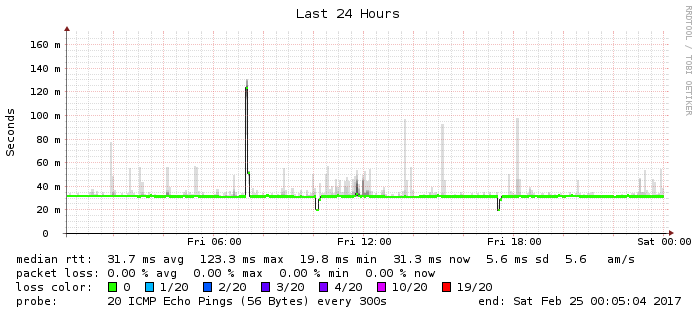 Last 24 Hours
RRDTOOL / TOBI OETIKER
Seconds
160 m
140 m
120 m
100 m
80 m
60 m
40 m
20 m
0
Fri 06:00 Fri 12:00 Fri 18:00 Sat 00:00
median rtt: 31.7 ms avg 123.3 ms max 19.8 ms min 31.3 ms now 5.6 ms sd 5.6 am/s
packet loss: 0.00 % avg 0.00 % max 0.00 % min 0.00 % now
loss color: 0 1/20 2/20 3/20 4/20 10/20 19/20
probe: 20 ICMP Echo Pings (56 Bytes) every 300s end: Sat Feb 25 00:05:04 2017